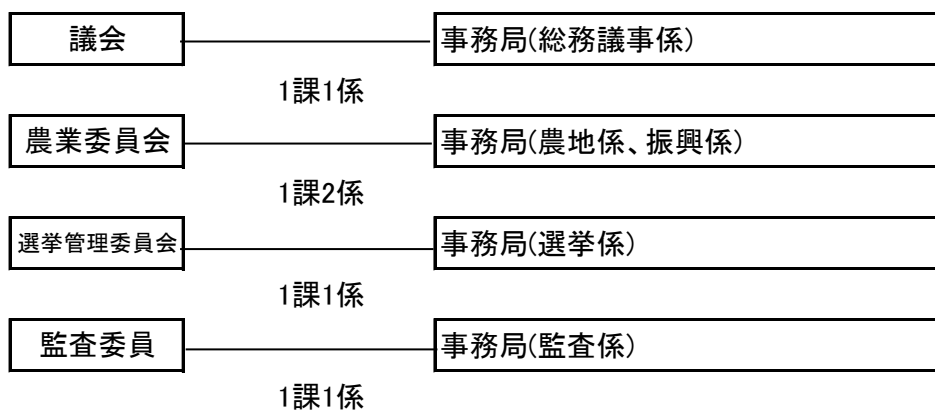 議会 事務局(総務議事係)
1課1係
農業委員会 事務局(農地係、振興係)
1課2係
選挙管理委員会 事務局(選挙係)
1課1係
監査委員 事務局(監査係)
1課1係